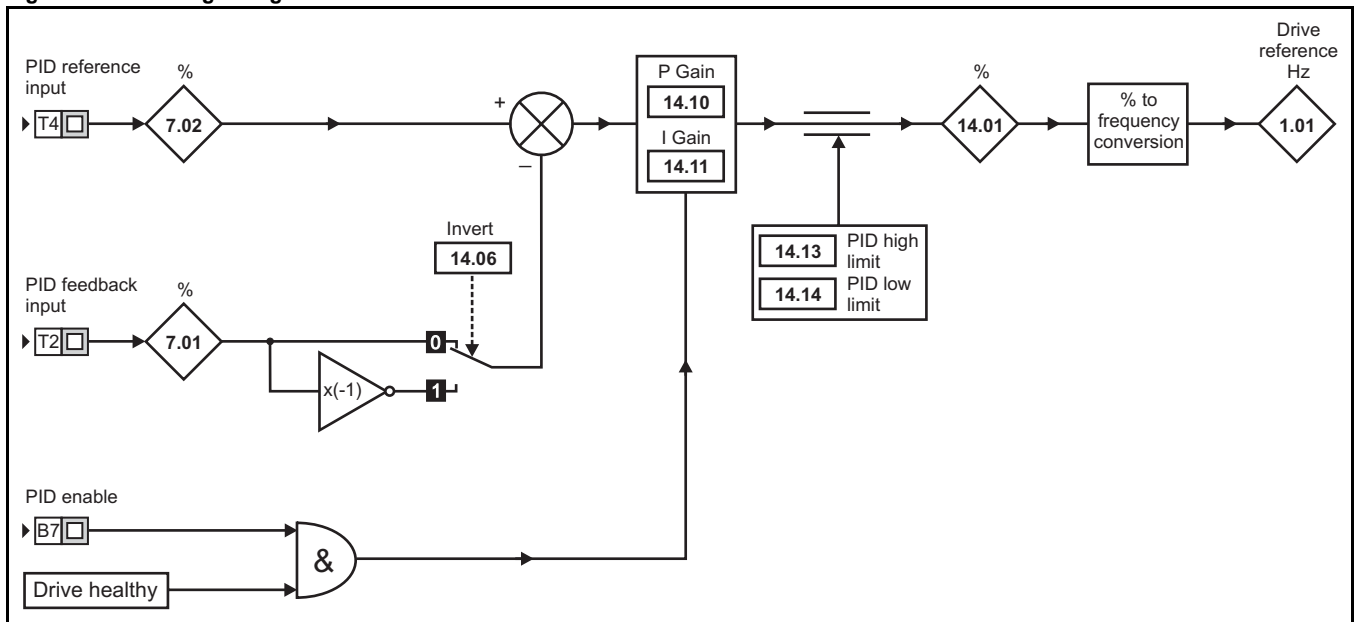 Drive
reference
Hz
PID reference
input
%
T4
7.02
+
–
P Gain
14.10
I Gain
14.11
%
14.01
% to
frequency
conversion
1.01
Invert
14.06
14.13 PID high
limit
14.14 PID low
limit
PID feedback
input
%
T2
7.01
0
x(-1)
1
PID enable
B7
&
Drive healthy